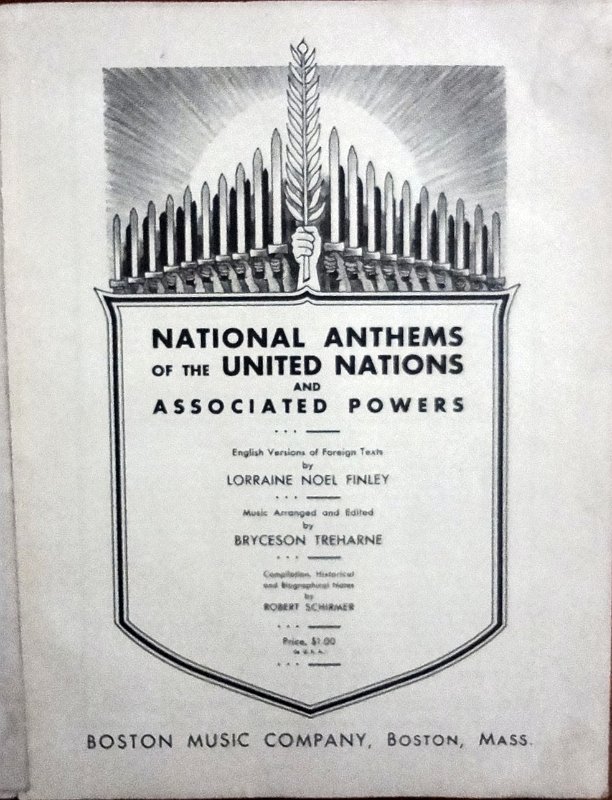 NATIONAL ANTHEMS
OF THE UNITED NATIONS
AND
ASSOCIATED POWERS
English Versions of Foreign Texts
by
LORRAINE NOEL FINLEY
Music Arranged and Edited
by
BRYCESON TREHARNE
Compilation, Historical
and Biographical Notes
by
ROBERT SCHIRMER
Price, $1.00
BOSTON MUSIC COMPANY, BOSTON, MASS.